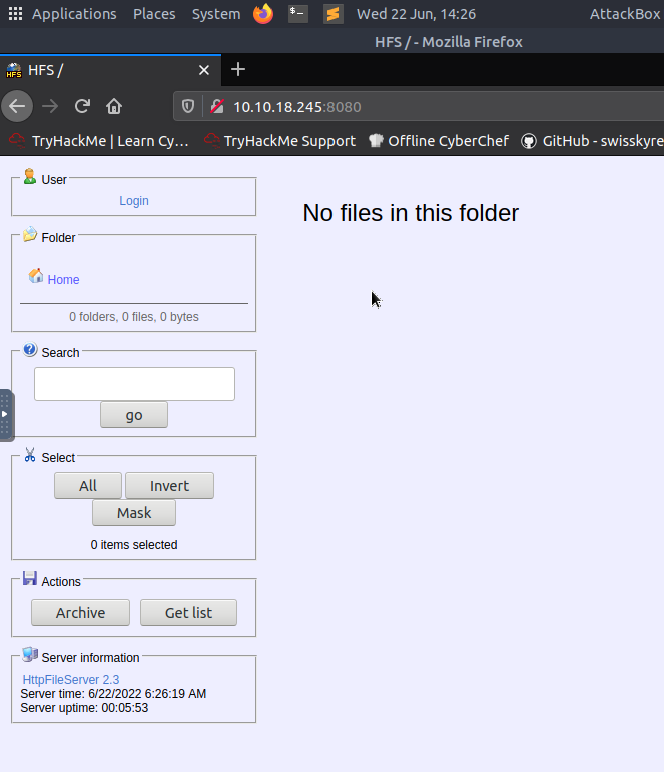 Applications Places System Wed 22 Jun, 14:26 AttackBox
HFS / - Mozilla Firefox
HFS /
10.10.18.245:8080
TryHackMe | Learn Cy… TryHackMe Support Offline CyberChef GitHub - swisskyre
User
Login
No files in this folder
Folder
Home
0 folders, 0 files, 0 bytes
Search
go
Select
All Invert
Mask
0 items selected
Actions
Archive Get list
Server information
HttpFileServer 2.3
Server time: 6/22/2022 6:26:19 AM
Server uptime: 00:05:53